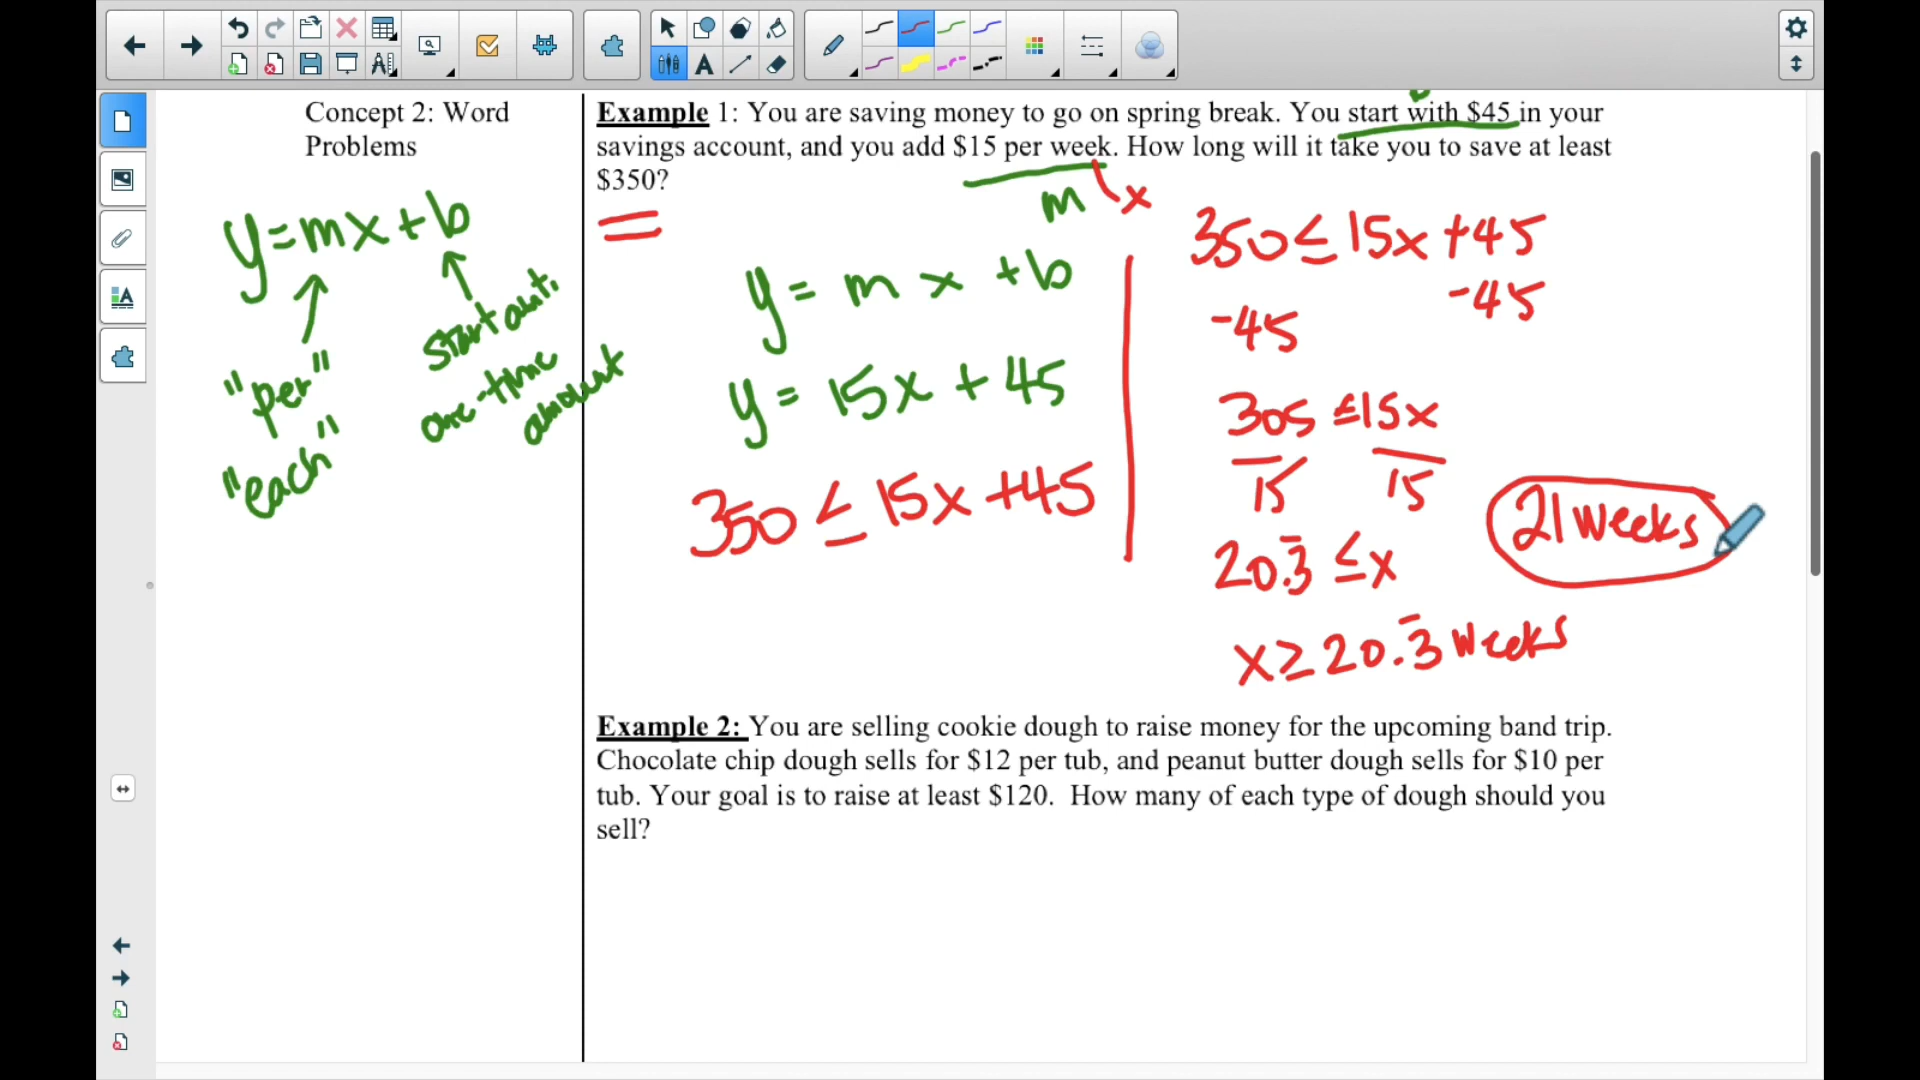 Concept 2: Word
Problems
y=mx+b
"per"
"each"
start amt.
one-time
amount
Example 1: You are saving money to go on spring break. You start with $45 in your
savings account, and you add $15 per week. How long will it take you to save at least
$350?
m
x
y= m x +b
y= 15x + 45
350 ≤ 15x +45
350 ≤ 15x +45
-45 -45
305 ≤15x
15 15
20.3̅ ≤ x
x ≥ 20.3̅ weeks
21 weeks
Example 2: You are selling cookie dough to raise money for the upcoming band trip.
Chocolate chip dough sells for $12 per tub, and peanut butter dough sells for $10 per
tub. Your goal is to raise at least $120.  How many of each type of dough should you
sell?